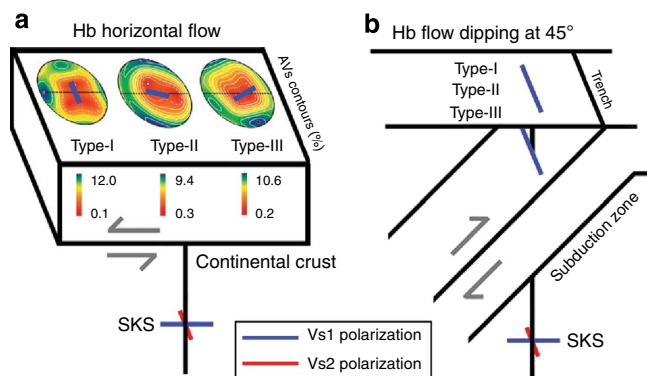 a
Hb horizontal flow
AVs contours (%)
Type-I
Type-II
Type-III
12.0
9.4
10.6
0.1
0.3
0.2
Continental crust
SKS
Vs1 polarization
Vs2 polarization
b
Hb flow dipping at 45°
Type-I
Type-II
Type-III
Trench
Subduction zone
SKS